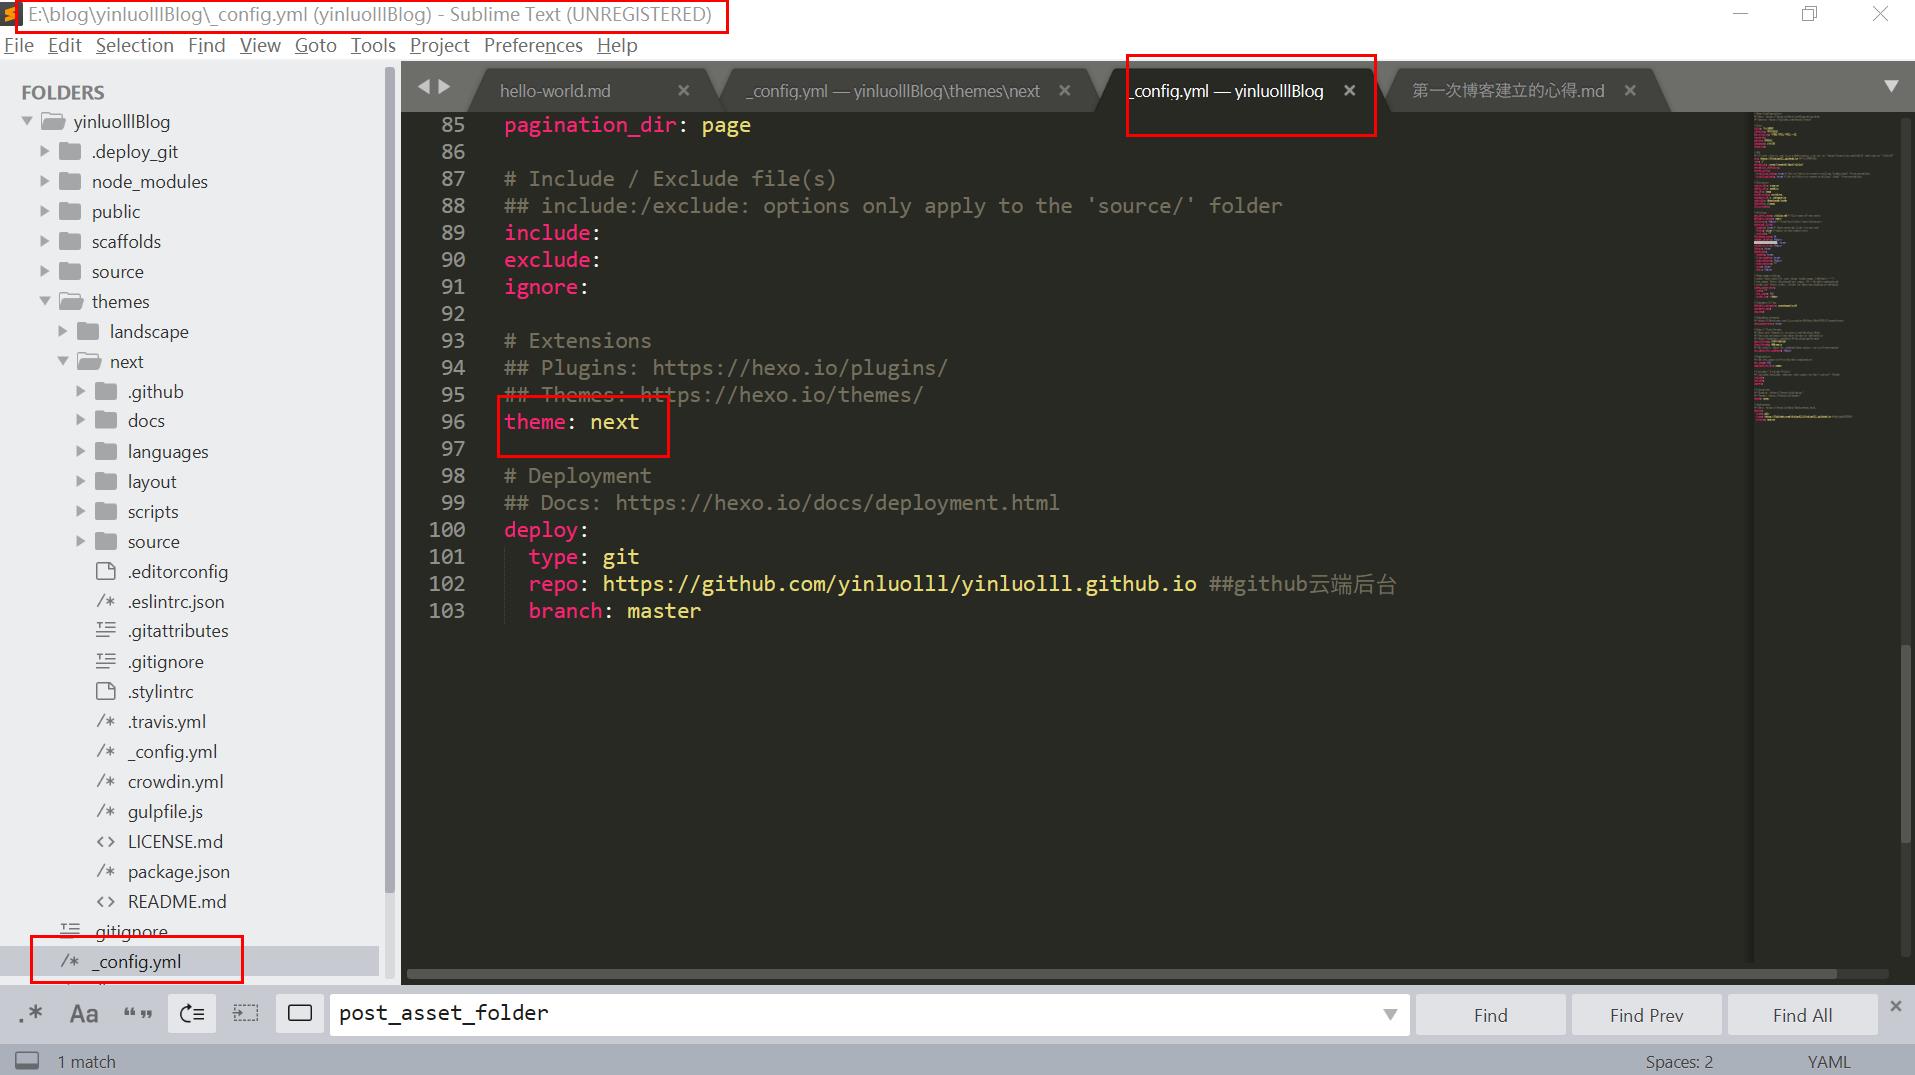 E:\blog\yinluolllBlog\_config.yml (yinluolllBlog) - Sublime Text (UNREGISTERED)
File Edit Selection Find View Goto Tools Project Preferences Help
FOLDERS
yinluolllBlog
.deploy_git
node_modules
public
scaffolds
source
themes
landscape
next
.github
docs
languages
layout
scripts
source
.editorconfig
.eslintrc.json
.gitattributes
.gitignore
.stylintrc
.travis.yml
_config.yml
crowdin.yml
gulpfile.js
LICENSE.md
package.json
README.md
.gitignore
_config.yml
hello-world.md
_config.yml — yinluolllBlog\themes\next
_config.yml — yinluolllBlog
第一次博客建立的心得.md
85 pagination_dir: page
86
87 # Include / Exclude file(s)
88 ## include:/exclude: options only apply to the 'source/' folder
89 include:
90 exclude:
91 ignore:
92
93 # Extensions
94 ## Plugins: https://hexo.io/plugins/
95 ## Themes: https://hexo.io/themes/
96 theme: next
97
98 # Deployment
99 ## Docs: https://hexo.io/docs/deployment.html
100 deploy:
101 type: git
102 repo: https://github.com/yinluolll/yinluolll.github.io ##github云端后台
103 branch: master
.* Aa “” post_asset_folder Find Find Prev Find All
1 match Spaces: 2 YAML